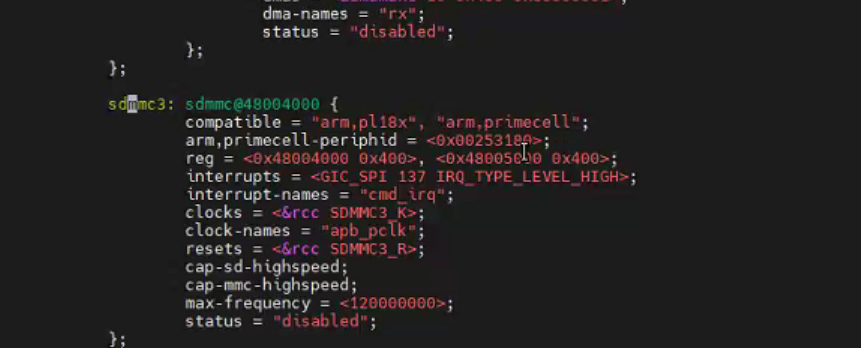 dma-names = "rx";
status = "disabled";
};
};
sdmmc3: sdmmc@48004000 {
compatible = "arm,pl18x", "arm,primecell";
arm,primecell-periphid = <0x00253180>;
reg = <0x48004000 0x400>, <0x48005000 0x400>;
interrupts = <GIC_SPI 137 IRQ_TYPE_LEVEL_HIGH>;
interrupt-names = "cmd_irq";
clocks = <&rcc SDMMC3_K>;
clock-names = "apb_pclk";
resets = <&rcc SDMMC3_R>;
cap-sd-highspeed;
cap-mmc-highspeed;
max-frequency = <120000000>;
status = "disabled";
};